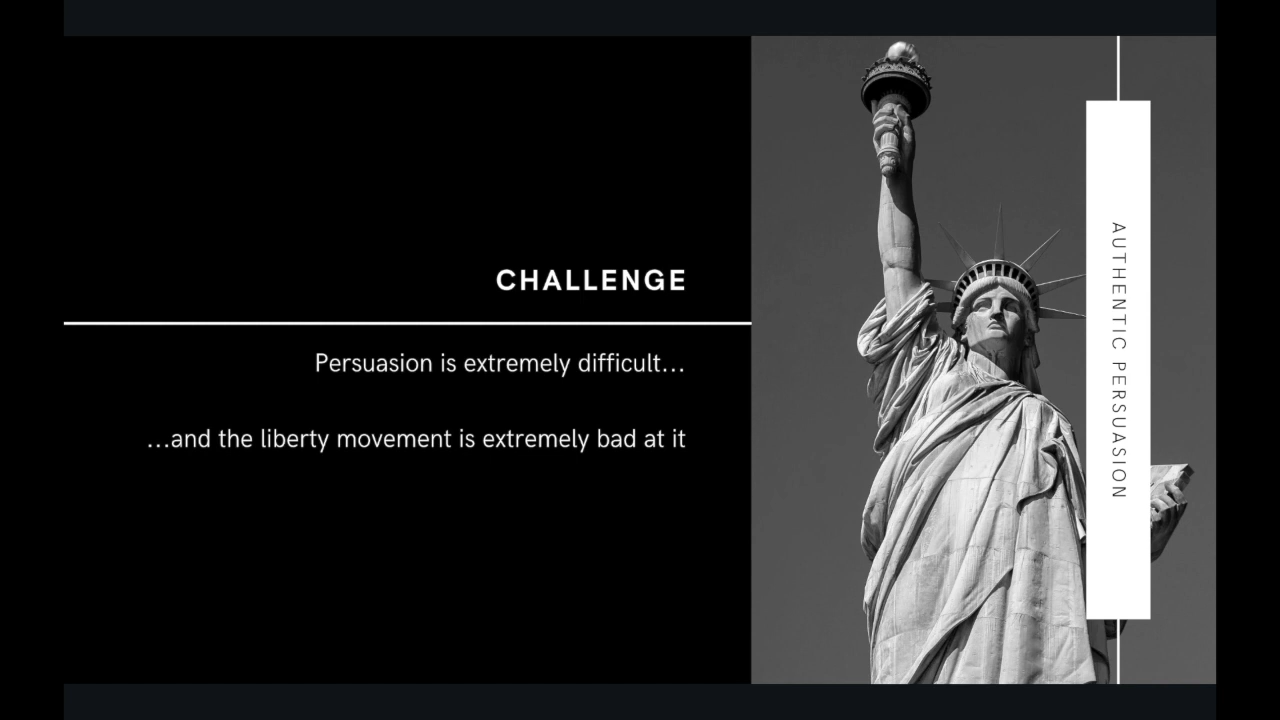 CHALLENGE
Persuasion is extremely difficult...
...and the liberty movement is extremely bad at it
AUTHENTIC PERSUASION